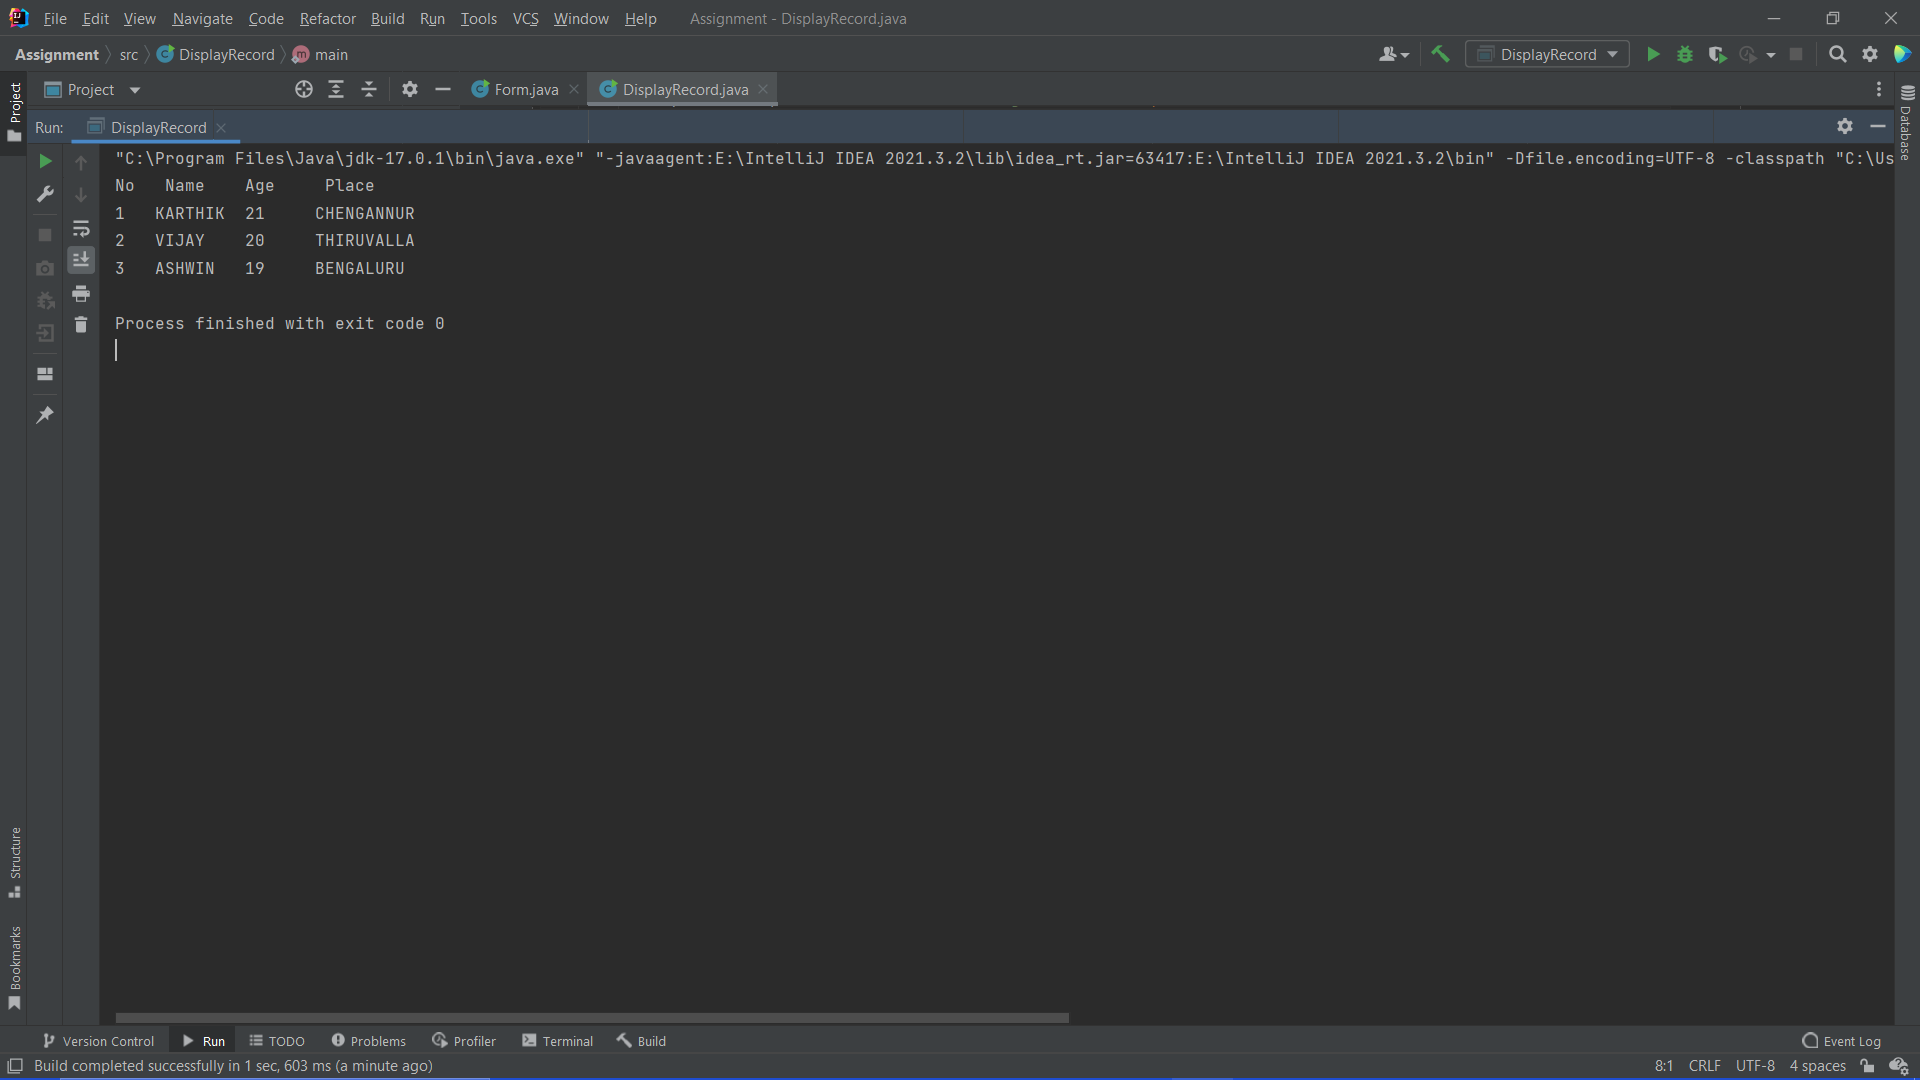 File Edit View Navigate Code Refactor Build Run Tools VCS Window Help Assignment - DisplayRecord.java
Assignment src DisplayRecord main DisplayRecord
Project Form.java DisplayRecord.java
Run: DisplayRecord
"C:\Program Files\Java\jdk-17.0.1\bin\java.exe" "-javaagent:E:\IntelliJ IDEA 2021.3.2\lib\idea_rt.jar=63417:E:\IntelliJ IDEA 2021.3.2\bin" -Dfile.encoding=UTF-8 -classpath "C:\Us
No Name Age Place
1 KARTHIK 21 CHENGANNUR
2 VIJAY 20 THIRUVALLA
3 ASHWIN 19 BENGALURU
Process finished with exit code 0
Project
Structure
Bookmarks
Database
Version Control Run TODO Problems Profiler Terminal Build Event Log
Build completed successfully in 1 sec, 603 ms (a minute ago) 8:1 CRLF UTF-8 4 spaces